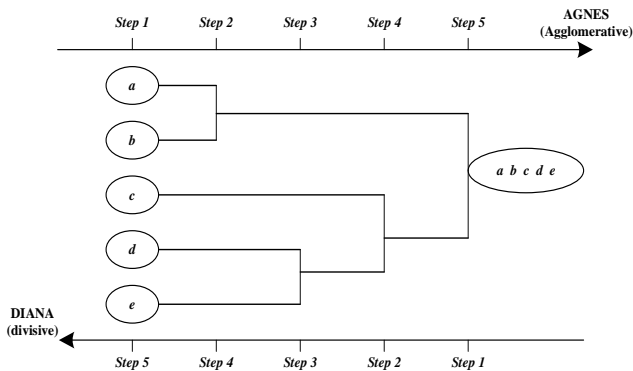 AGNES
(Agglomerative)
Step 1 Step 2 Step 3 Step 4 Step 5
a
b
a b c d e
c
d
e
DIANA
(divisive)
Step 5 Step 4 Step 3 Step 2 Step 1